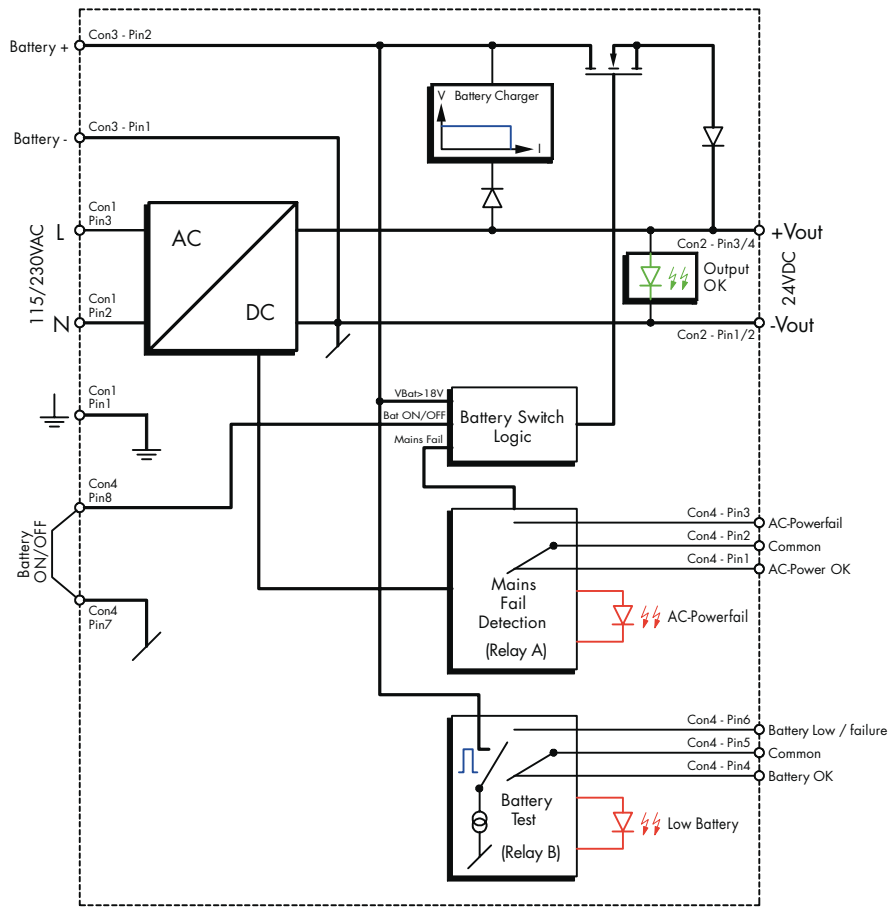 Con3 - Pin2
Battery +
Battery Charger
V
I
Con3 - Pin1
Battery -
Con1
Pin3
L
AC
DC
115/230VAC
Con1
Pin2
N
+Vout
Con2 - Pin3/4
Output
OK
24VDC
-Vout
Con2 - Pin1/2
Con1
Pin1
VBat>18V
Bat ON/OFF
Mains Fail
Battery Switch
Logic
Con4
Pin8
Battery
ON/OFF
Con4
Pin7
Con4 - Pin3
AC-Powerfail
Con4 - Pin2
Common
Con4 - Pin1
AC-Power OK
Mains
Fail
Detection
(Relay A)
AC-Powerfail
Con4 - Pin6
Battery Low / failure
Con4 - Pin5
Common
Con4 - Pin4
Battery OK
Battery
Test
(Relay B)
Low Battery